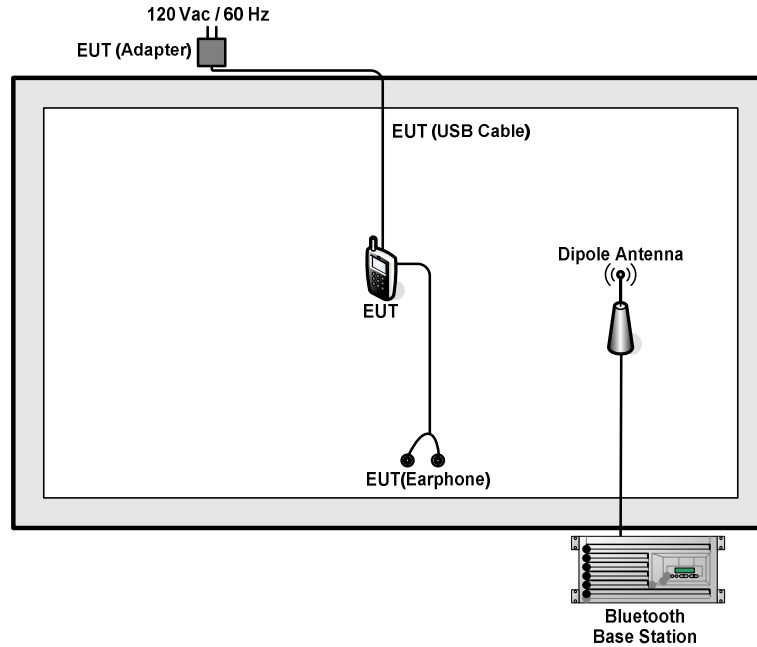 120 Vac / 60 Hz
EUT (Adapter)
EUT (USB Cable)
Dipole Antenna
EUT
EUT(Earphone)
Bluetooth
Base Station